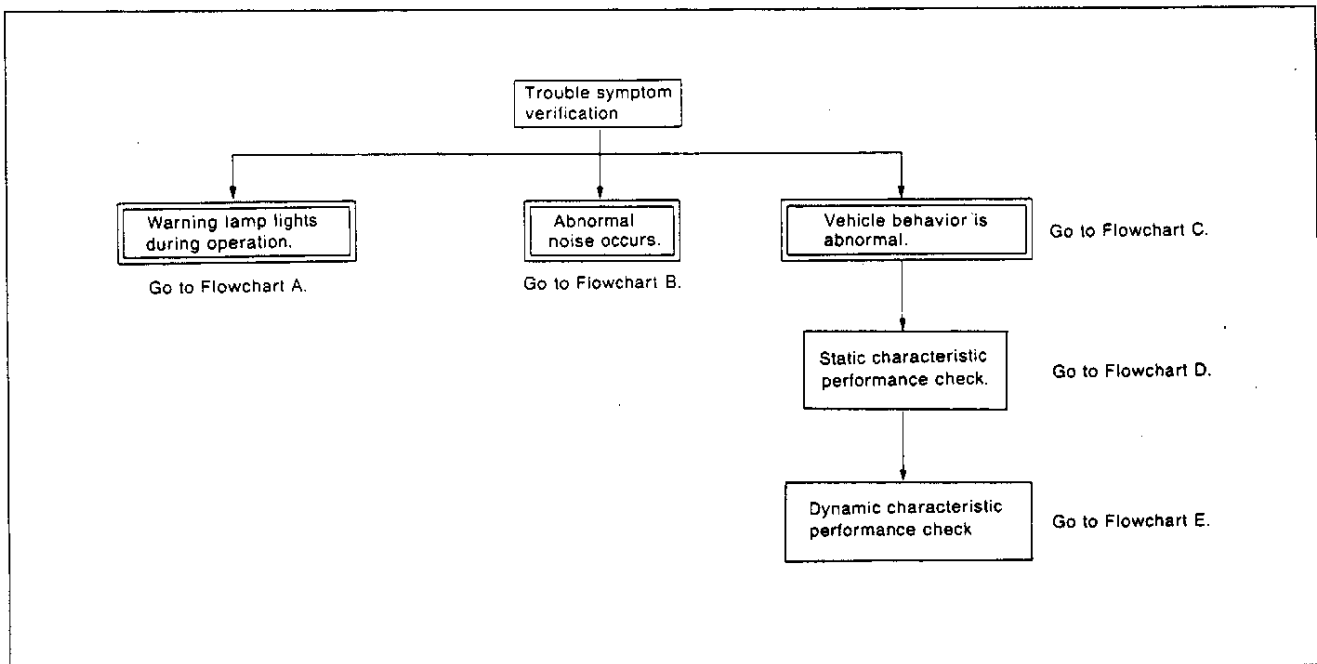 Trouble symptom
verification
Warning lamp lights
during operation.
Go to Flowchart A.
Abnormal
noise occurs.
Go to Flowchart B.
Vehicle behavior is
abnormal.
Go to Flowchart C.
Static characteristic
performance check.
Go to Flowchart D.
Dynamic characteristic
performance check
Go to Flowchart E.